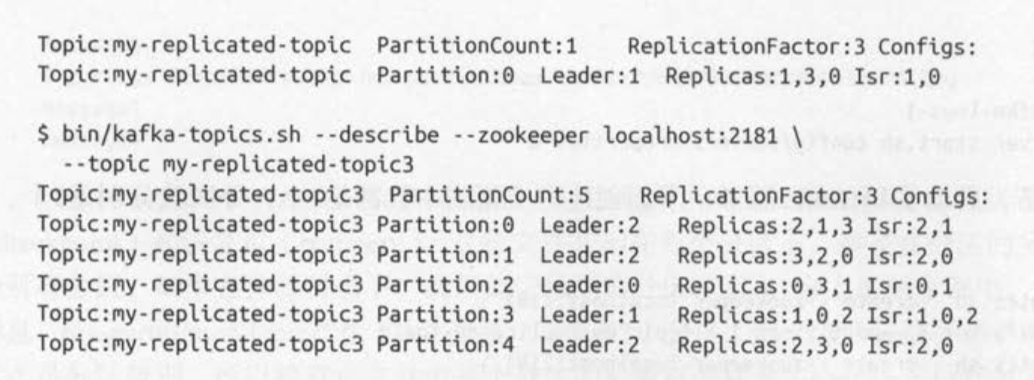 Topic:my-replicated-topic PartitionCount:1 ReplicationFactor:3 Configs:
Topic:my-replicated-topic Partition:0 Leader:1 Replicas:1,3,0 Isr:1,0
$ bin/kafka-topics.sh --describe --zookeeper localhost:2181 \
--topic my-replicated-topic3
Topic:my-replicated-topic3 PartitionCount:5 ReplicationFactor:3 Configs:
Topic:my-replicated-topic3 Partition:0 Leader:2 Replicas:2,1,3 Isr:2,1
Topic:my-replicated-topic3 Partition:1 Leader:2 Replicas:3,2,0 Isr:2,0
Topic:my-replicated-topic3 Partition:2 Leader:0 Replicas:0,3,1 Isr:0,1
Topic:my-replicated-topic3 Partition:3 Leader:1 Replicas:1,0,2 Isr:1,0,2
Topic:my-replicated-topic3 Partition:4 Leader:2 Replicas:2,3,0 Isr:2,0